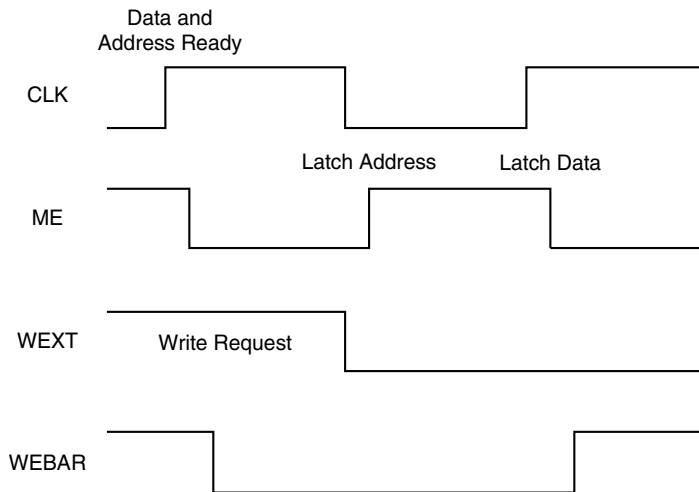 Data and
Address Ready
CLK
Latch Address
Latch Data
ME
WEXT
Write Request
WEBAR